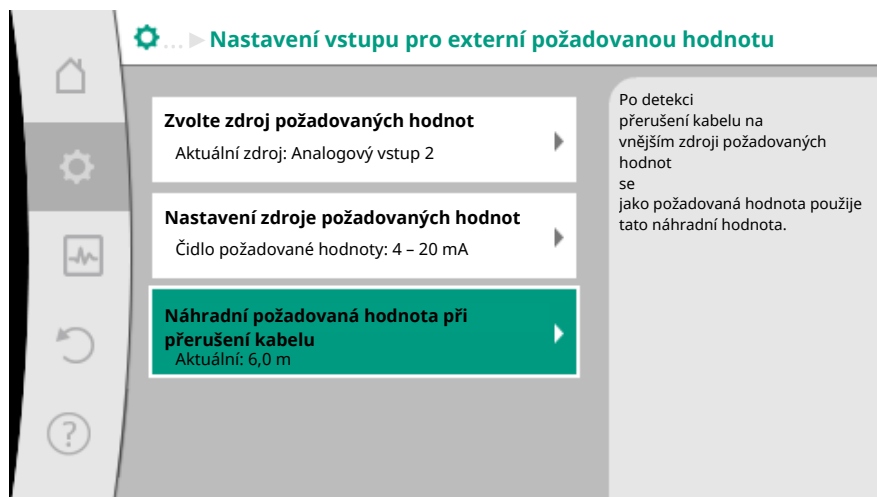 ... ▶ Nastavení vstupu pro externí požadovanou hodnotu
Zvolte zdroj požadovaných hodnot
Aktuální zdroj: Analogový vstup 2
Nastavení zdroje požadovaných hodnot
Čidlo požadované hodnoty: 4 – 20 mA
Náhradní požadovaná hodnota při
přerušení kabelu
Aktuální: 6,0 m
Po detekci
přerušení kabelu na
vnějším zdroji požadovaných
hodnot
se
jako požadovaná hodnota použije
tato náhradní hodnota.
?